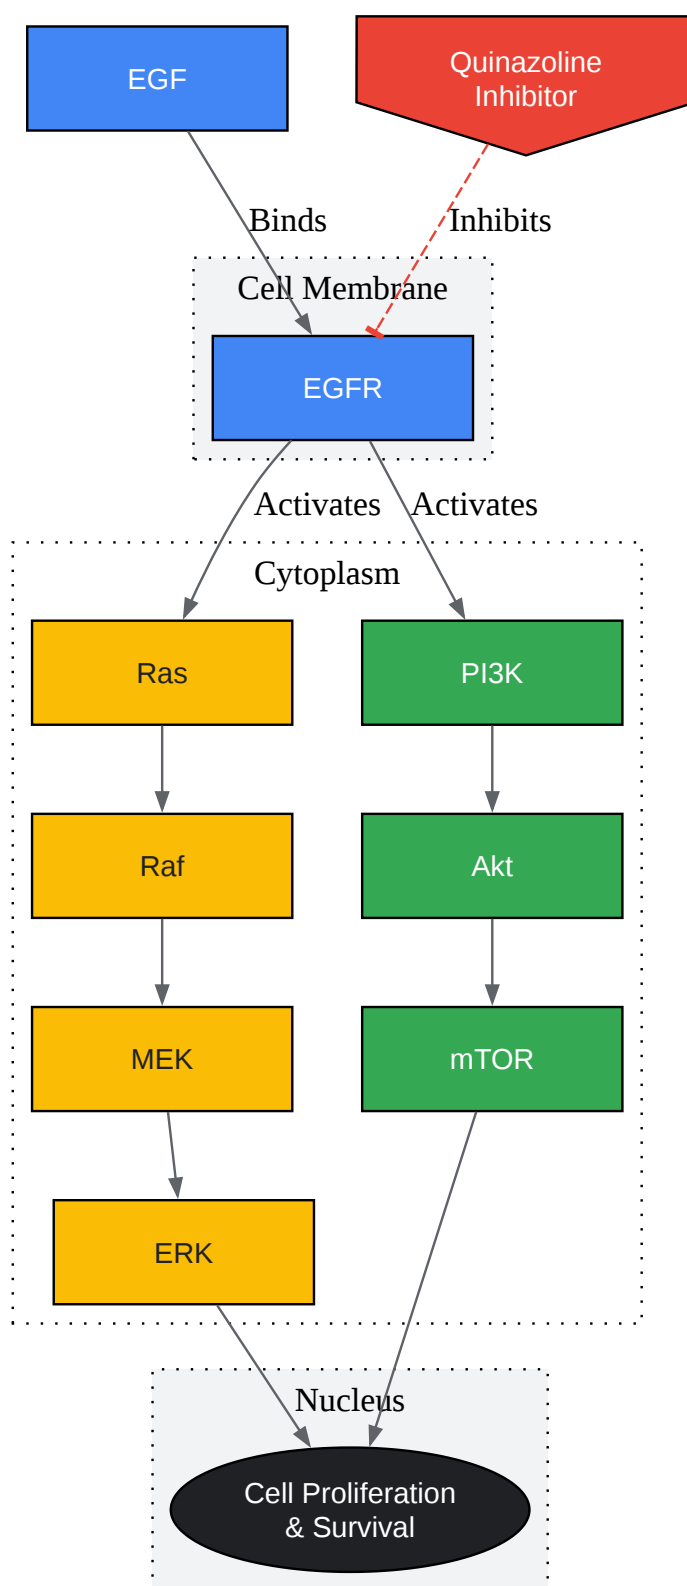 EGF
Quinazoline
Inhibitor
Binds
Inhibits
Cell Membrane
EGFR
Activates
Activates
Cytoplasm
Ras
PI3K
Raf
Akt
MEK
mTOR
ERK
Nucleus
Cell Proliferation
& Survival